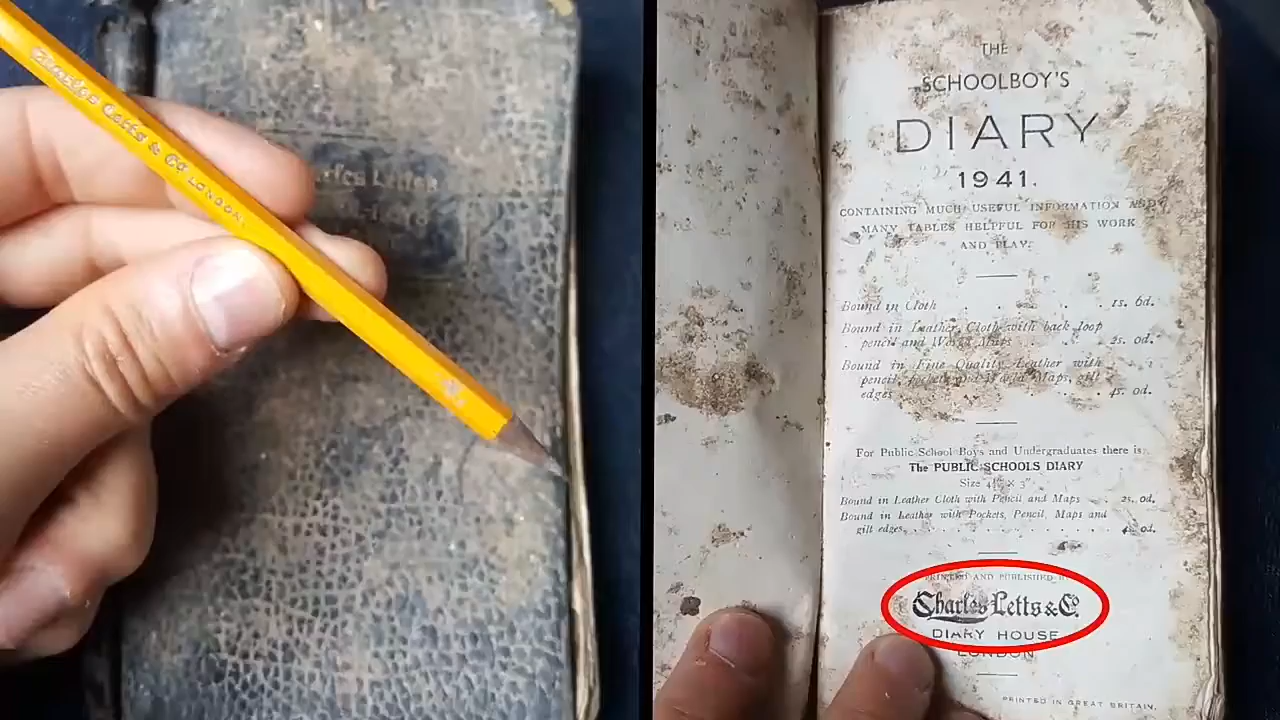 Charles Letts & Co LONDON
Charles Letts's
THE
SCHOOLBOY'S
DIARY
1941.
CONTAINING MUCH USEFUL INFORMATION AND
MANY TABLES HELPFUL FOR HIS WORK
AND PLAY.
Bound in Cloth . . . . . 1s. 6d.
Bound in Leather Cloth with back loop
pencil and World Maps . . . 2s. 0d.
Bound in Fine Quality Leather with
pencil, pockets and World Maps, gilt
edges . . . . 4s. 0d.
For Public School Boys and Undergraduates there is
The PUBLIC SCHOOLS DIARY
Size
Bound in Leather Cloth with Pencil and Maps . . 2s. 0d.
Bound in Leather with Pockets, Pencil, Maps and
gilt edges . . . . . . . . 4s. 0d.
PRINTED AND PUBLISHED BY
Charles Letts & Co.
DIARY HOUSE
LONDON
PRINTED IN GREAT BRITAIN.